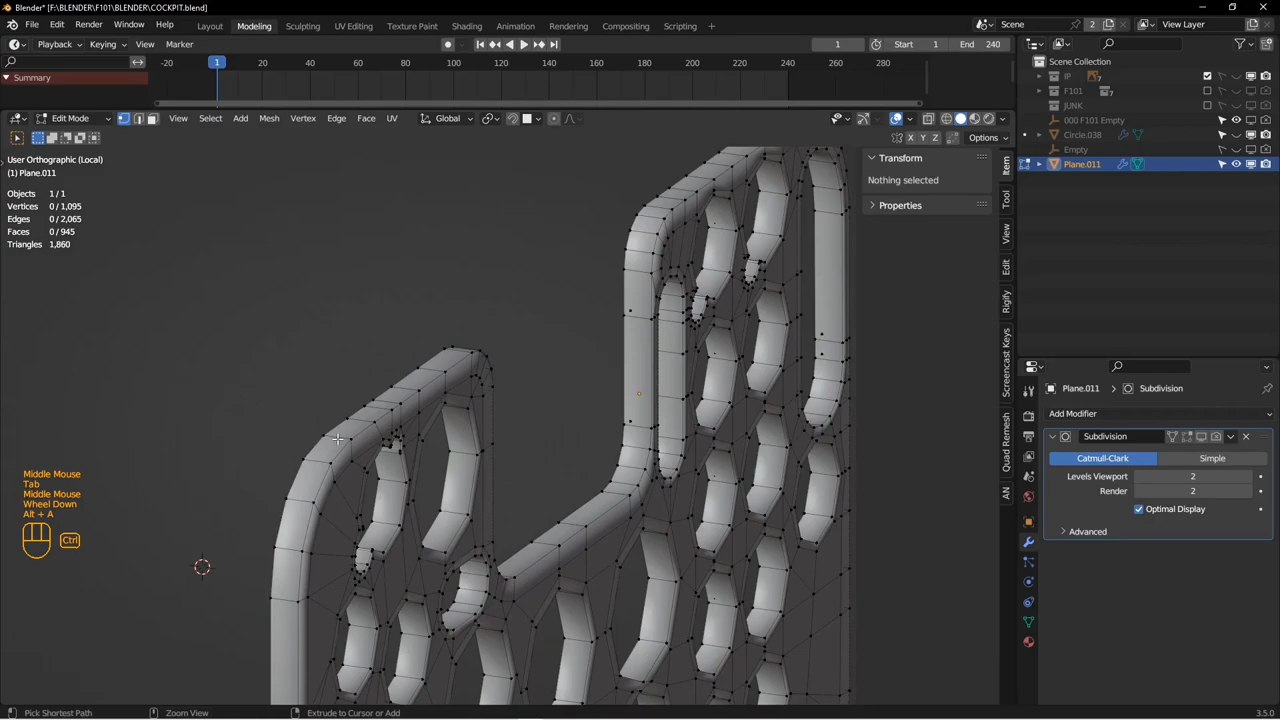 Blender* [F:\BLENDER\F101\BLENDER\COCKPIT.blend]
File Edit Render Window Help Layout Modeling Sculpting UV Editing Texture Paint Shading Animation Rendering Compositing Scripting Scene 2 View Layer
Playback Keying View Marker 1 Start 1 End 240
-20 1 20 40 60 80 100 120 140 160 180 200 220 240 260 280
Summary
Scene Collection
IP 7
F101 7
JUNK
000 F101 Empty
Circle.038
Empty
Plane.011
Edit Mode View Select Add Mesh Vertex Edge Face UV Global
X Y Z Options
User Orthographic (Local)
(1) Plane.011
Objects 1/1
Vertices 0/1,095
Edges 0/2,065
Faces 0/945
Triangles 1,860
Transform
Nothing selected
Properties
Item
Tool
View
Edit
Rigify
Screencast Keys
Quad Remesh
AN
Plane.011 Subdivision
Add Modifier
Subdivision
Catmull-Clark Simple
Levels Viewport 2
Render 2
Optimal Display
Advanced
Middle Mouse
Tab
Middle Mouse
Wheel Down
Alt + A
Ctrl
Pick Shortest Path Zoom View Extrude to Cursor or Add 3.5.0